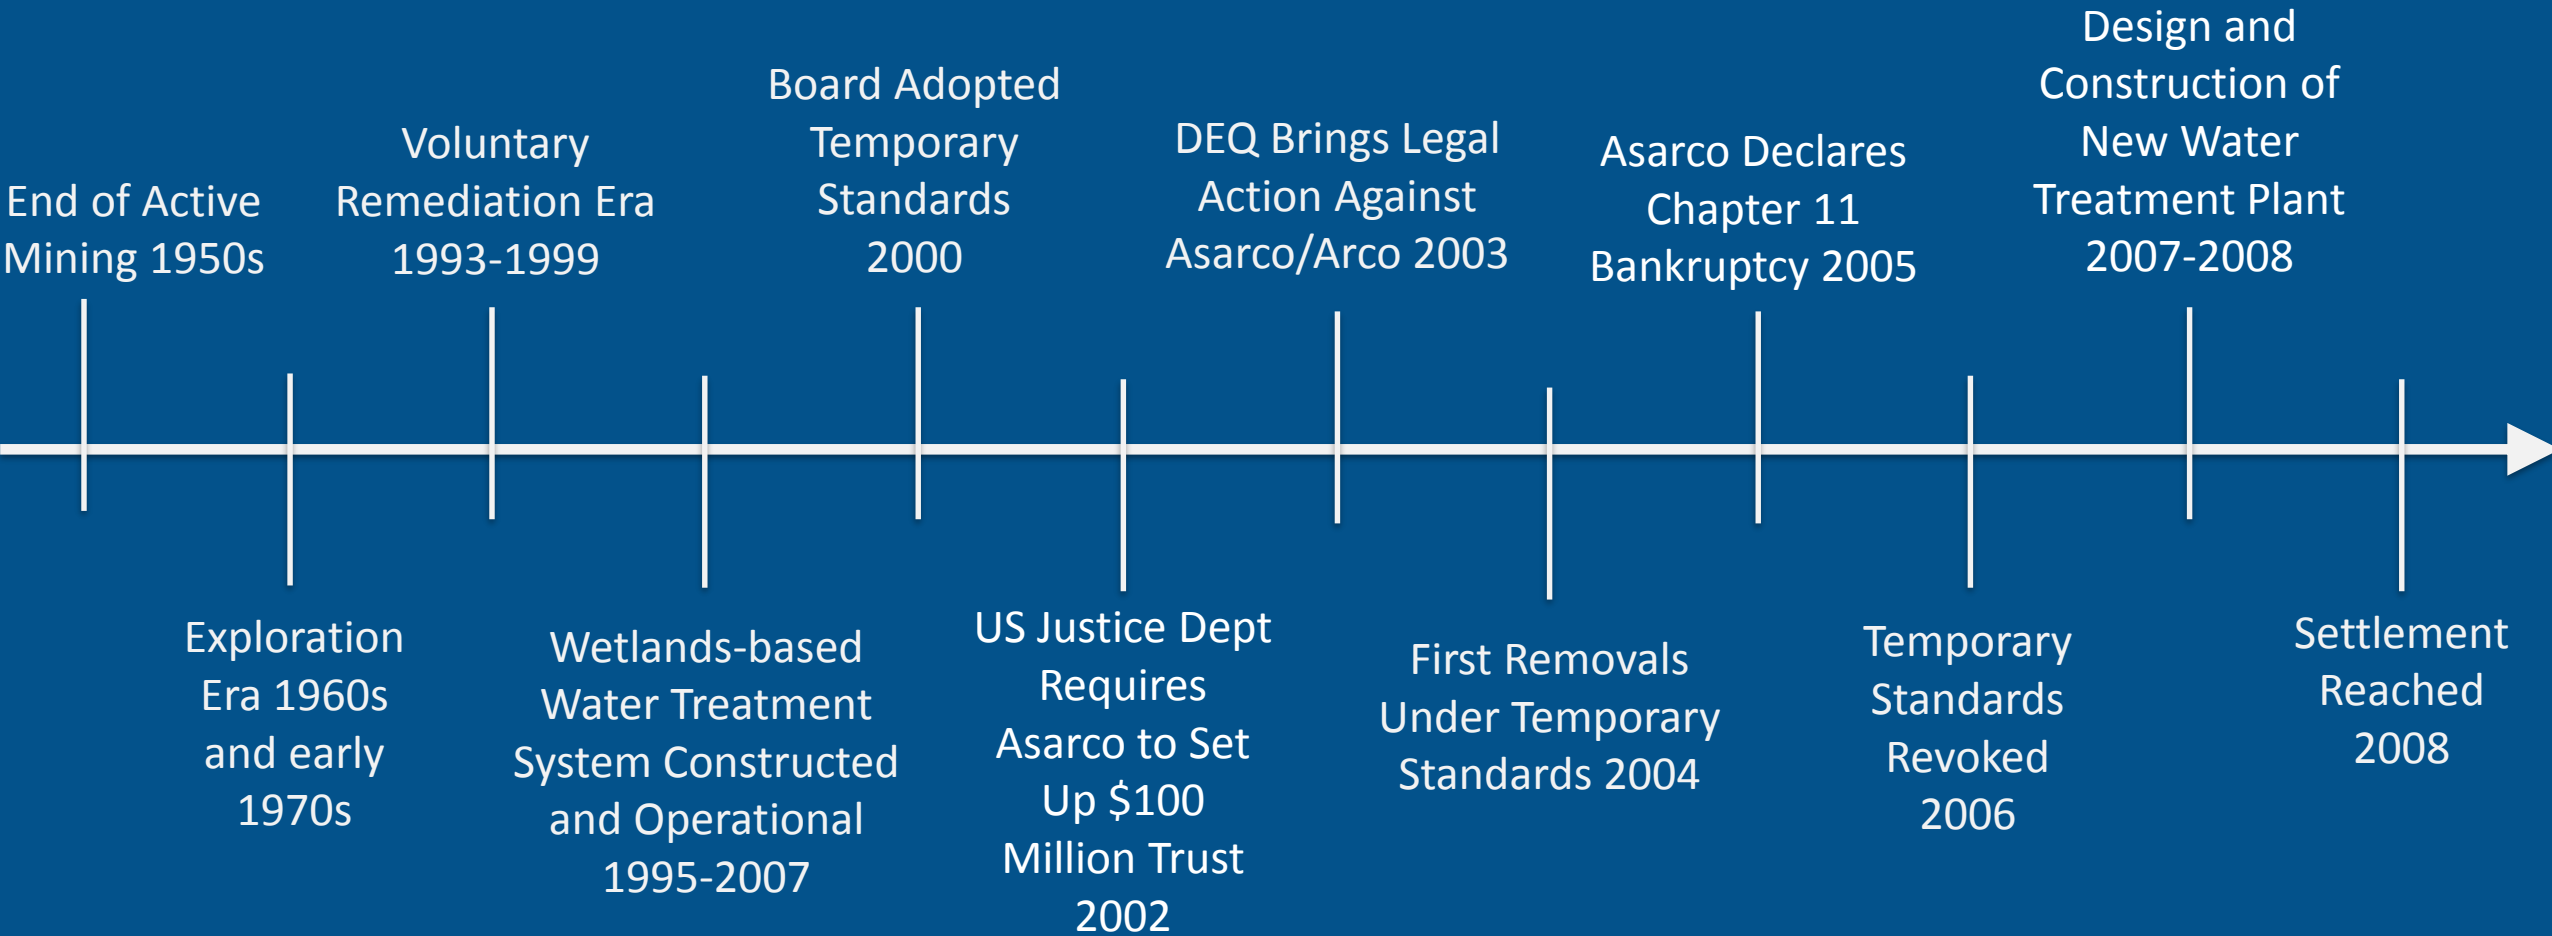 End of Active
Mining 1950s
Exploration
Era 1960s
and early
1970s
Voluntary
Remediation Era
1993-1999
Wetlands-based
Water Treatment
System Constructed
and Operational
1995-2007
Board Adopted
Temporary
Standards
2000
US Justice Dept
Requires
Asarco to Set
Up $100
Million Trust
2002
DEQ Brings Legal
Action Against
Asarco/Arco 2003
First Removals
Under Temporary
Standards 2004
Asarco Declares
Chapter 11
Bankruptcy 2005
Temporary
Standards
Revoked
2006
Design and
Construction of
New Water
Treatment Plant
2007-2008
Settlement
Reached
2008